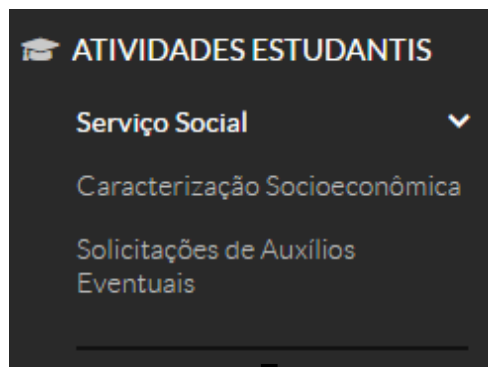 ATIVIDADES ESTUDANTIS
Serviço Social
Caracterização Socioeconômica
Solicitações de Auxílios
Eventuais